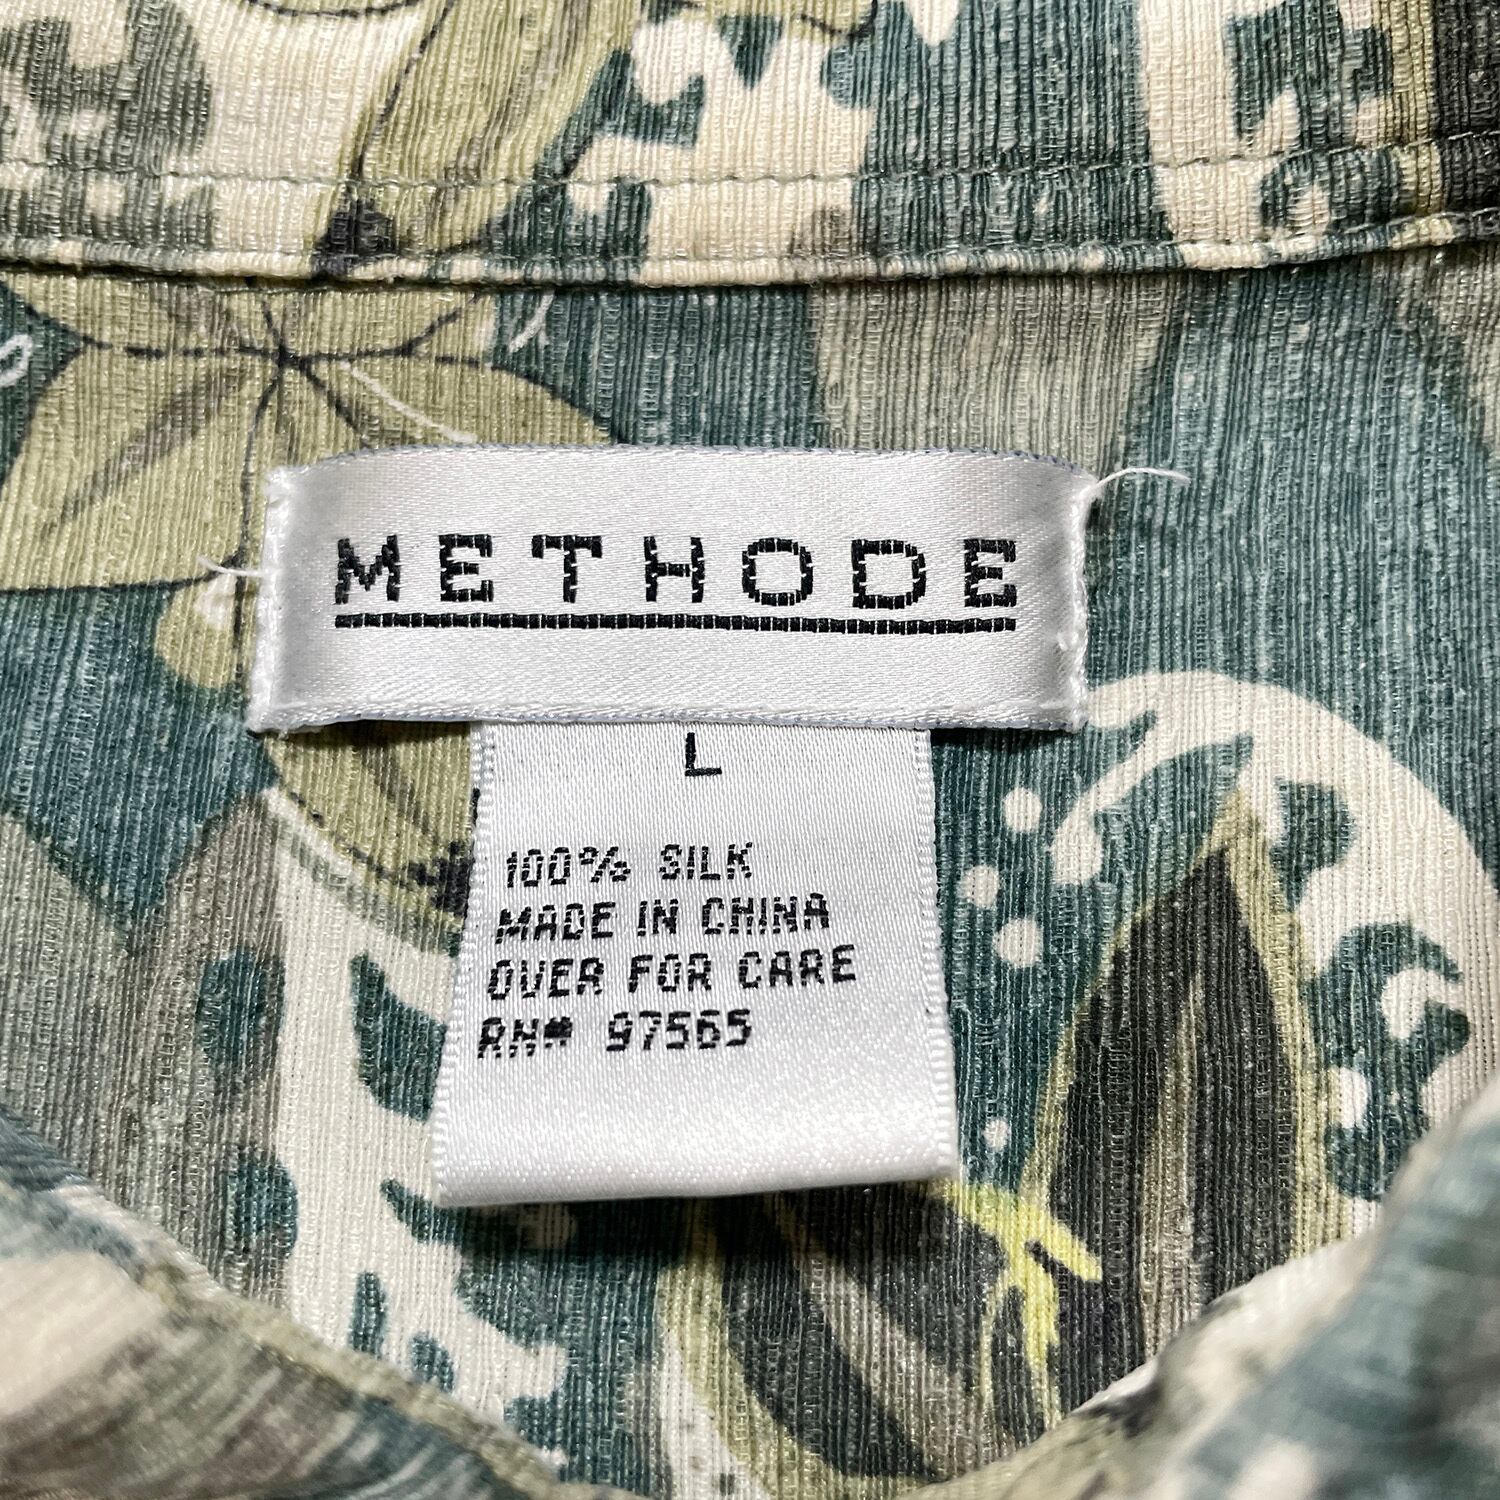 METHODE
L
100% SILK
MADE IN CHINA
OVER FOR CARE
RN# 97565